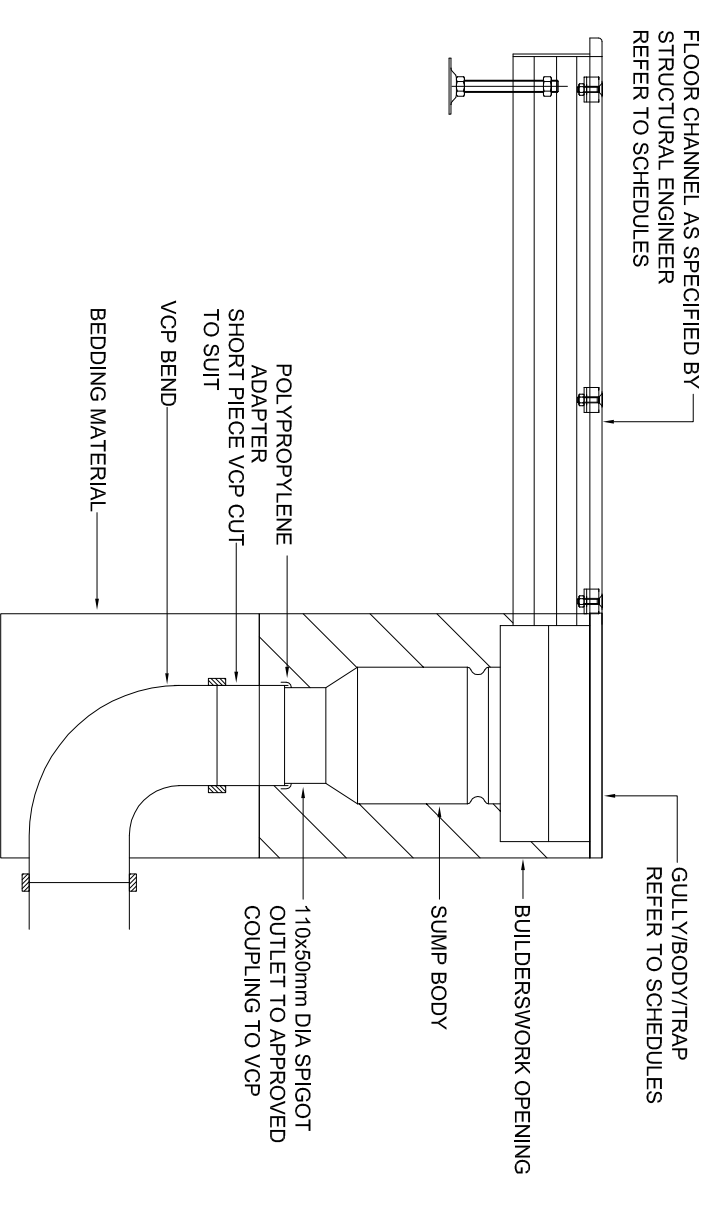 FLOOR CHANNEL AS SPECIFIED BY
STRUCTURAL ENGINEER
REFER TO SCHEDULES
GULLY/BODY/TRAP
REFER TO SCHEDULES
BUILDERSWORK OPENING
SUMP BODY
110x50mm DIA SPIGOT
OUTLET TO APPROVED
COUPLING TO VCP
POLYPROPYLENE
ADAPTER
SHORT PIECE VCP CUT
TO SUIT
VCP BEND
BEDDING MATERIAL